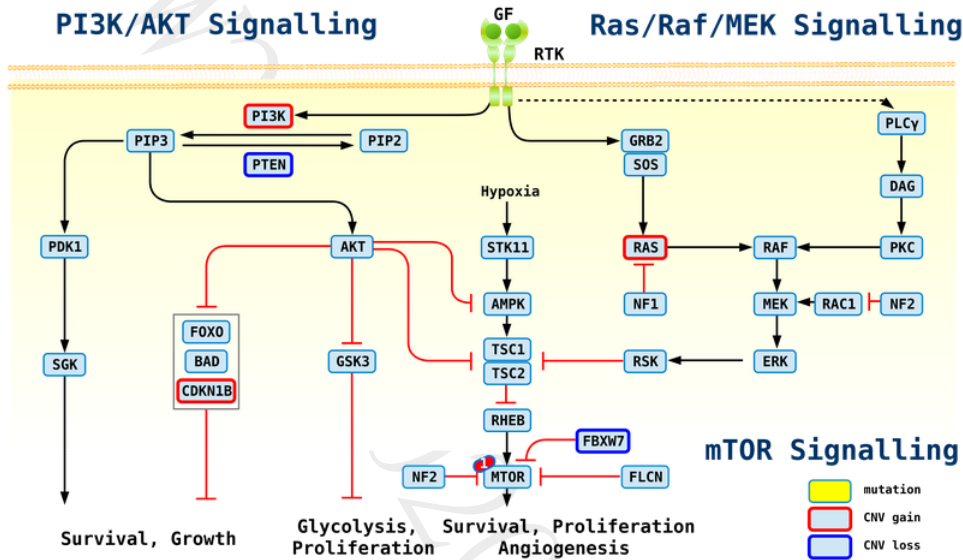 PI3K/AKT Signalling
GF
Ras/Raf/MEK Signalling
RTK
PI3K
PLCγ
PIP3
PIP2
GRB2
PTEN
SOS
DAG
Hypoxia
PDK1
AKT
STK11
RAS
RAF
PKC
AMPK
NF1
MEK
RAC1
NF2
FOXO
TSC1
BAD
SGK
GSK3
TSC2
RSK
ERK
CDKN1B
RHEB
FBXW7
mTOR Signalling
NF2
MTOR
FLCN
mutation
CNV gain
CNV loss
Survival, Growth
Glycolysis,
Proliferation
Survival, Proliferation
Angiogenesis